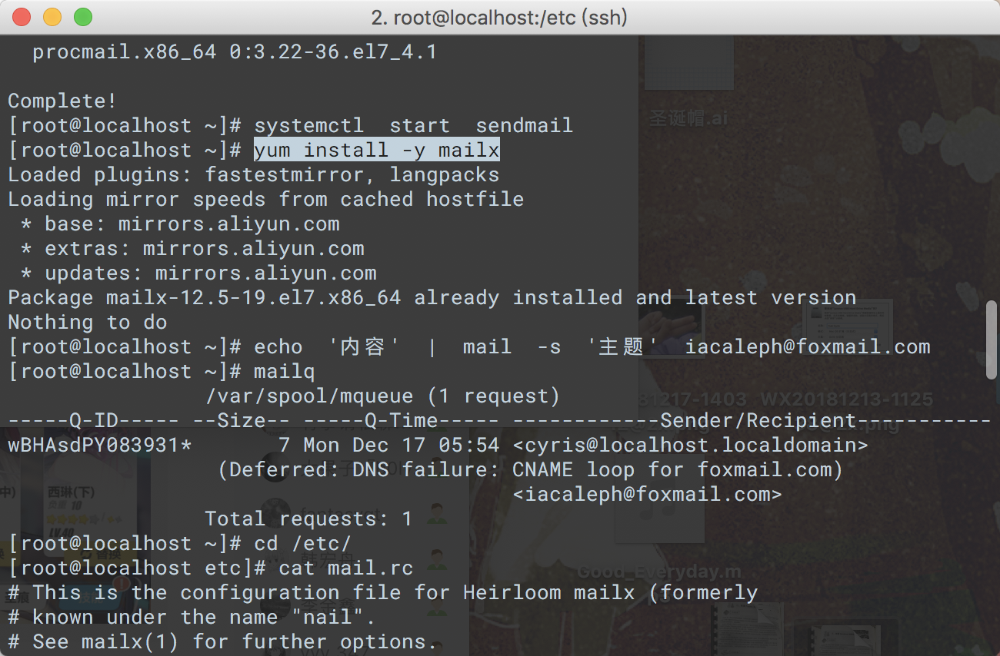 2. root@localhost:/etc (ssh)
procmail.x86_64 0:3.22-36.el7_4.1
Complete!
[root@localhost ~]# systemctl  start  sendmail
圣诞帽.ai
[root@localhost ~]# yum install -y mailx
Loaded plugins: fastestmirror, langpacks
Loading mirror speeds from cached hostfile
 * base: mirrors.aliyun.com
 * extras: mirrors.aliyun.com
 * updates: mirrors.aliyun.com
Package mailx-12.5-19.el7.x86_64 already installed and latest version
Nothing to do
[root@localhost ~]# echo  '内容'  |  mail  -s  '主题'  iacaleph@foxmail.com
[root@localhost ~]# mailq
                /var/spool/mqueue (1 request)
81217-1403 WX20181213-1125
-----Q-ID----- --Size-- -----Q-Time----- ------------Sender/Recipient-----------
wBHAsdPY083931*       7 Mon Dec 17 05:54 <cyris@localhost.localdomain>
                 (Deferred: DNS failure: CNAME loop for foxmail.com)
                                         <iacaleph@foxmail.com>
西琳(下)
LV.40
                Total requests: 1
[root@localhost ~]# cd /etc/
[root@localhost etc]# cat mail.rc
Good_Everyday.m
# This is the configuration file for Heirloom mailx (formerly
# known under the name "nail".
# See mailx(1) for further options.